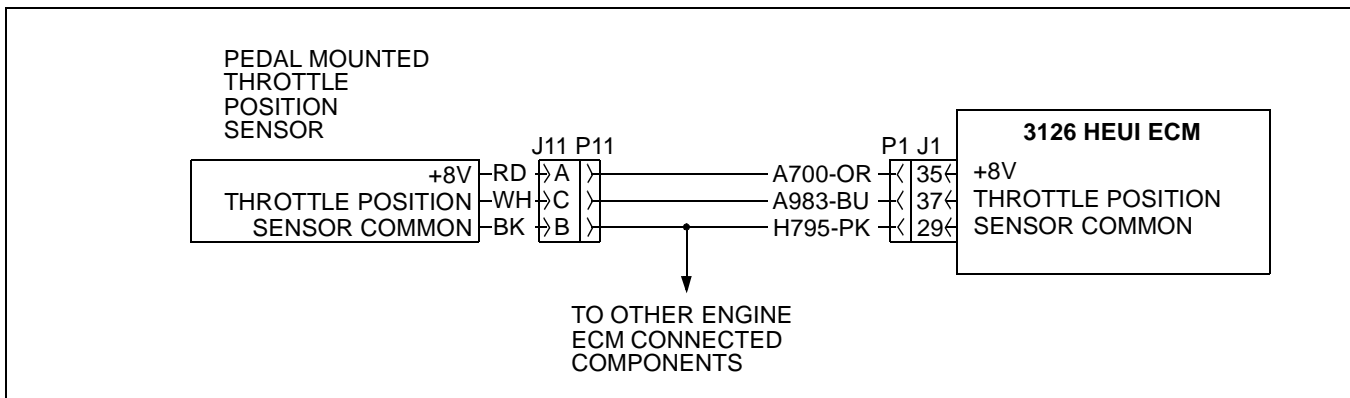 PEDAL MOUNTED
THROTTLE
POSITION
SENSOR
J11 P11
P1 J1
3126 HEUI ECM
+8V RD A A700-OR 35 +8V
THROTTLE POSITION WH C A983-BU 37 THROTTLE POSITION
SENSOR COMMON BK B H795-PK 29 SENSOR COMMON
TO OTHER ENGINE
ECM CONNECTED
COMPONENTS